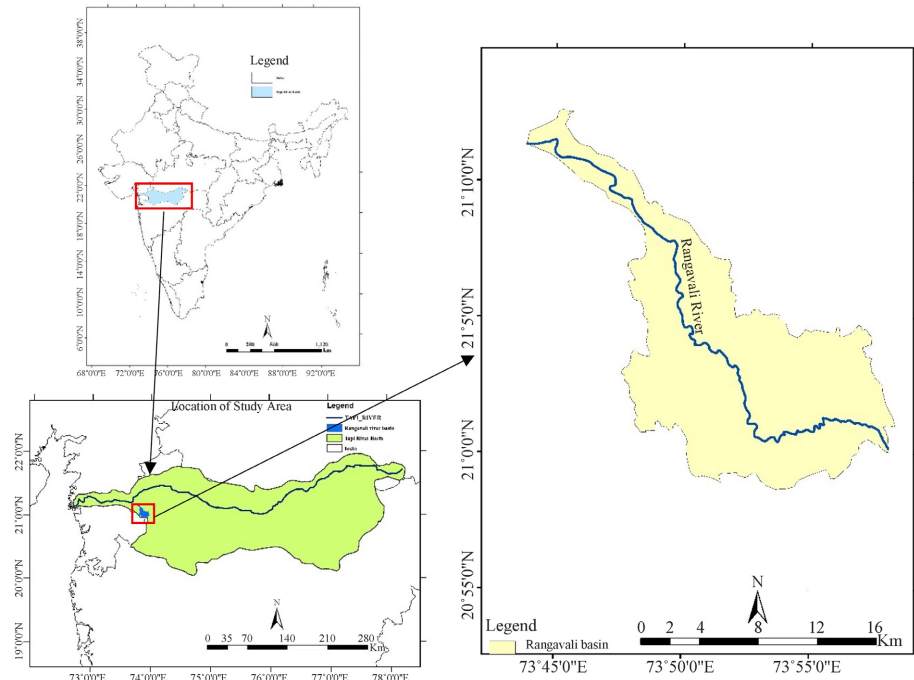 38°0'0"N
34°0'0"N
30°0'0"N
26°0'0"N
22°0'0"N
18°0'0"N
14°0'0"N
10°0'0"N
6°0'0"N
Legend
India
Tapi River Basin
N
0 280 560 1,120
Km
68°0'0"E 72°0'0"E 76°0'0"E 80°0'0"E 84°0'0"E 88°0'0"E 92°0'0"E
Location of Study Area
Legend
TAPI_RIVER
Rangavali river basin
Tapi River Basin
India
22°0'0"N
21°0'0"N
20°0'0"N
19°0'0"N
N
0 35 70 140 210 280
Km
73°0'0"E 74°0'0"E 75°0'0"E 76°0'0"E 77°0'0"E 78°0'0"E
21°10'0"N
21°5'0"N
21°0'0"N
20°55'0"N
Rangavali River
N
Legend
Rangavali basin
0 2 4 8 12 16
Km
73°45'0"E 73°50'0"E 73°55'0"E